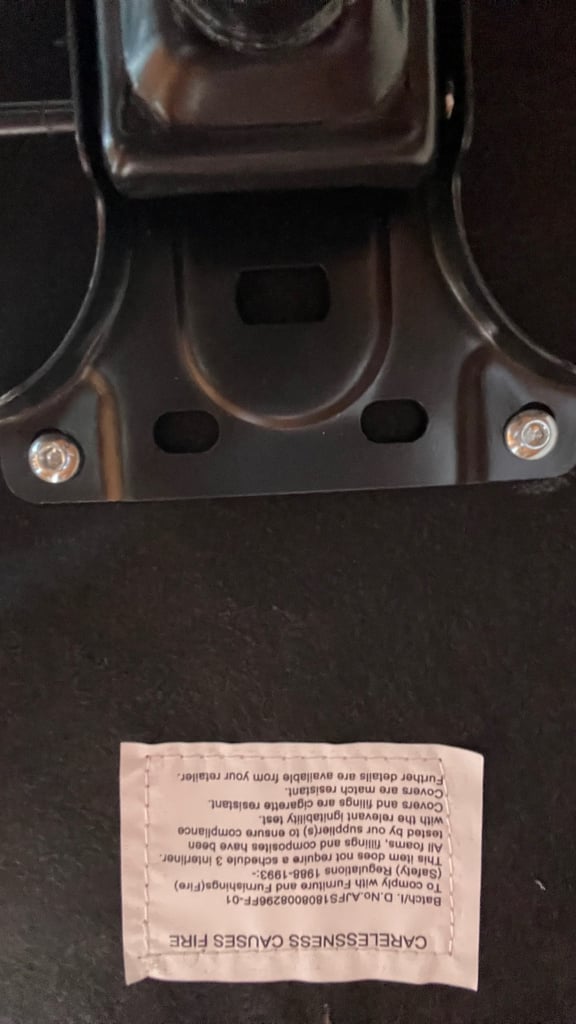 CARELESSNESS CAUSES FIRE
Batch/I. D.No.AJFS1808008296FF-01
To comply with Furniture and Furnishings(Fire)
(Safety) Regulations 1988-1993:-
This item does not require a schedule 3 interliner.
All foams, fillings and composites have been
tested by our supplier(s) to ensure compliance
with the relevant ignitability test.
Covers and filings are cigarette resistant.
Covers are match resistant.
Further details are available from your retailer.